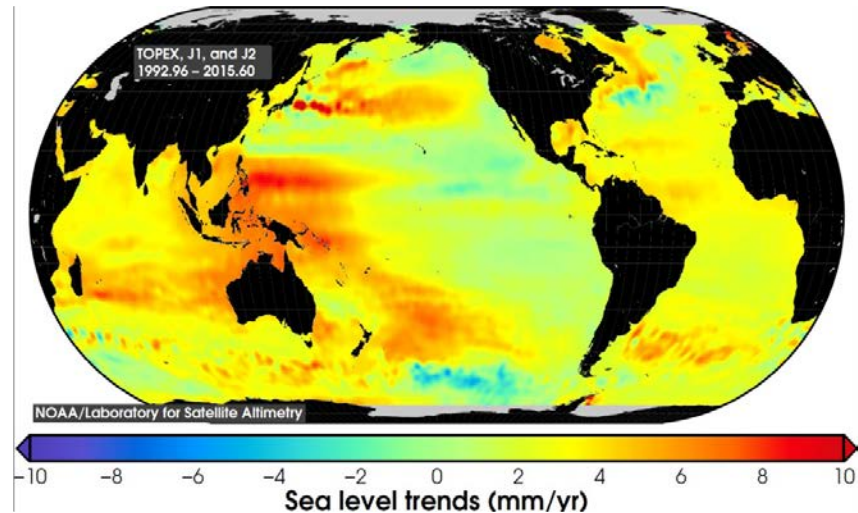 TOPEX, J1, and J2
1992.96 – 2015.60
NOAA/Laboratory for Satellite Altimetry
−10 −8 −6 −4 −2 0 2 4 6 8 10
Sea level trends (mm/yr)